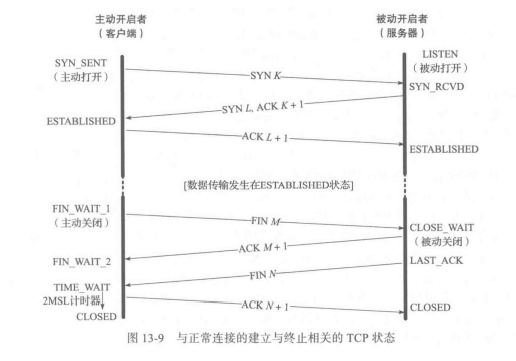 主动开启者
（客户端）
被动开启者
（服务器）
LISTEN
（被动打开）
SYN_SENT
（主动打开）
SYN K
SYN_RCVD
SYN L, ACK K + 1
ESTABLISHED
ACK L + 1
ESTABLISHED
[数据传输发生在ESTABLISHED状态]
FIN_WAIT_1
（主动关闭）
FIN M
CLOSE_WAIT
（被动关闭）
ACK M + 1
FIN_WAIT_2
LAST_ACK
FIN N
TIME_WAIT
2MSL计时器
ACK N + 1
CLOSED
CLOSED
图 13-9 与正常连接的建立与终止相关的 TCP 状态